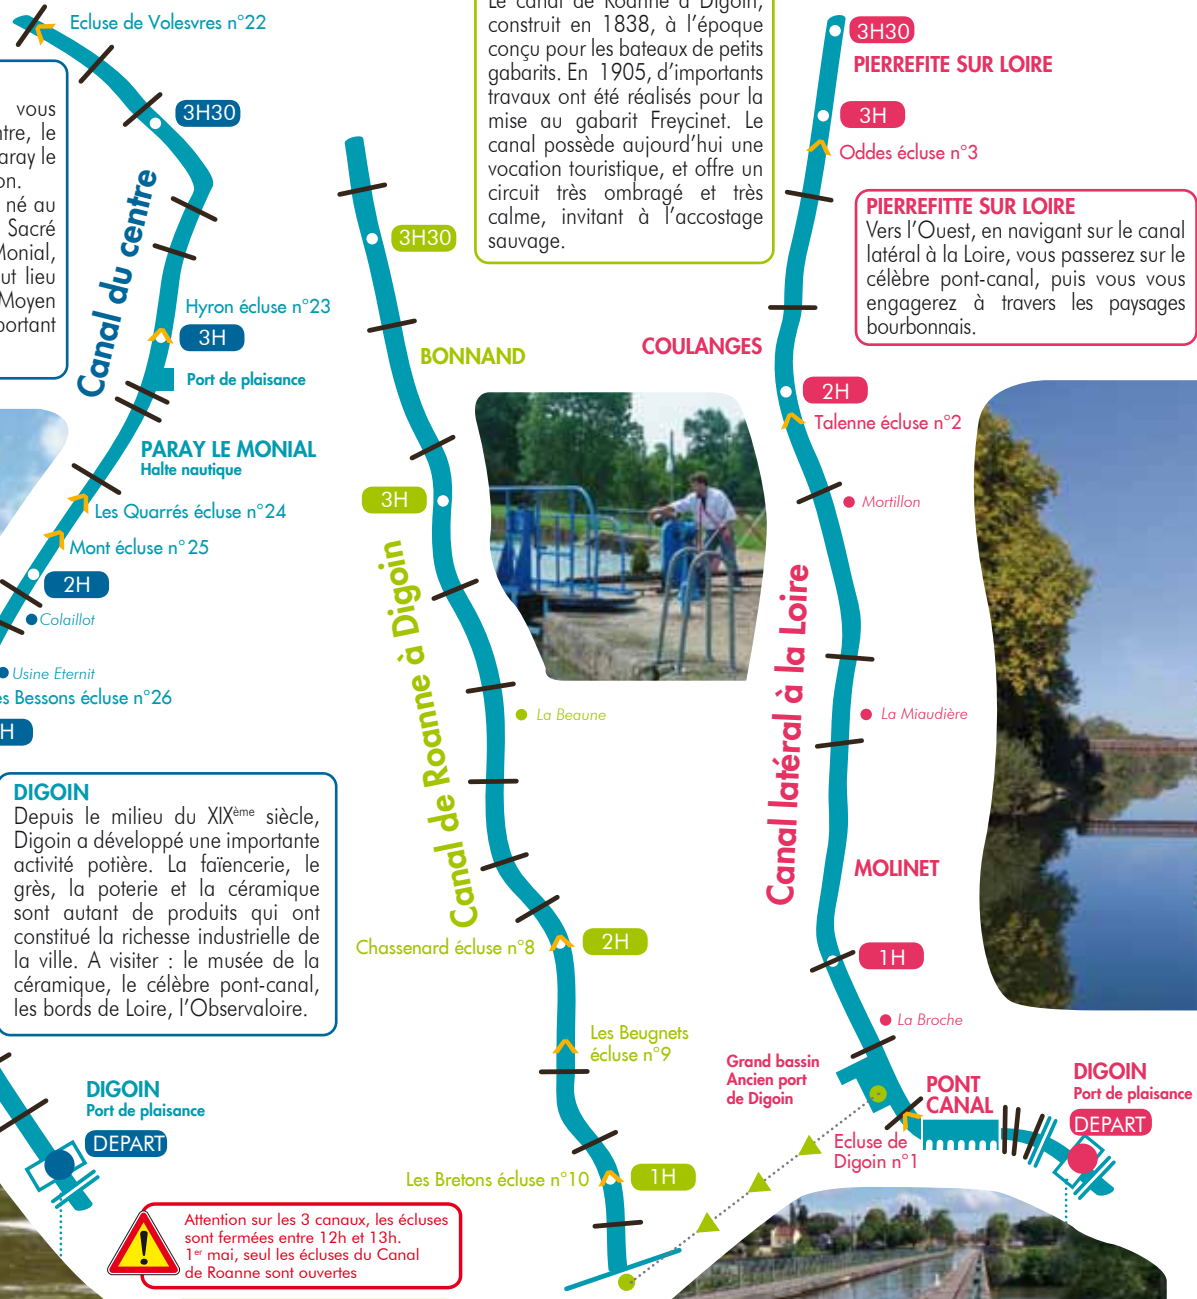 Ecluse de Volesvres n°22
3H30
vous
ntre, le
aray le
on.
né au
Sacré
Monial,
ut lieu
Moyen
portant
Canal du centre
Hyron écluse n°23
3H
Port de plaisance
PARAY LE MONIAL
Halte nautique
Les Quarrés écluse n°24
Mont écluse n°25
2H
Colaillot
Usine Eternit
es Bessons écluse n°26
H
DIGOIN
Depuis le milieu du XIXème siècle,
Digoin a développé une importante
activité potière. La faïencerie, le
grès, la poterie et la céramique
sont autant de produits qui ont
constitué la richesse industrielle de
la ville. A visiter : le musée de la
céramique, le célèbre pont-canal,
les bords de Loire, l'Observaloire.
DIGOIN
Port de plaisance
DEPART
Attention sur les 3 canaux, les écluses
sont fermées entre 12h et 13h.
1er mai, seul les écluses du Canal
de Roanne sont ouvertes
Le canal de Roanne à Digoin,
construit en 1838, à l'époque
conçu pour les bateaux de petits
gabarits. En 1905, d'importants
travaux ont été réalisés pour la
mise au gabarit Freycinet. Le
canal possède aujourd'hui une
vocation touristique, et offre un
circuit très ombragé et très
calme, invitant à l'accostage
sauvage.
3H30
BONNAND
3H
Canal de Roanne à Digoin
La Beaune
Chassenard écluse n°8
2H
Les Beugnets
écluse n°9
Les Bretons écluse n°10
1H
3H30
PIERREFITE SUR LOIRE
3H
Oddes écluse n°3
PIERREFITTE SUR LOIRE
Vers l'Ouest, en navigant sur le canal
latéral à la Loire, vous passerez sur le
célèbre pont-canal, puis vous vous
engagerez à travers les paysages
bourbonnais.
COULANGES
2H
Talenne écluse n°2
Mortillon
Canal latéral à la Loire
La Miaudière
MOLINET
1H
La Broche
Grand bassin
Ancien port
de Digoin
PONT
CANAL
Ecluse de
Digoin n°1
DIGOIN
Port de plaisance
DEPART